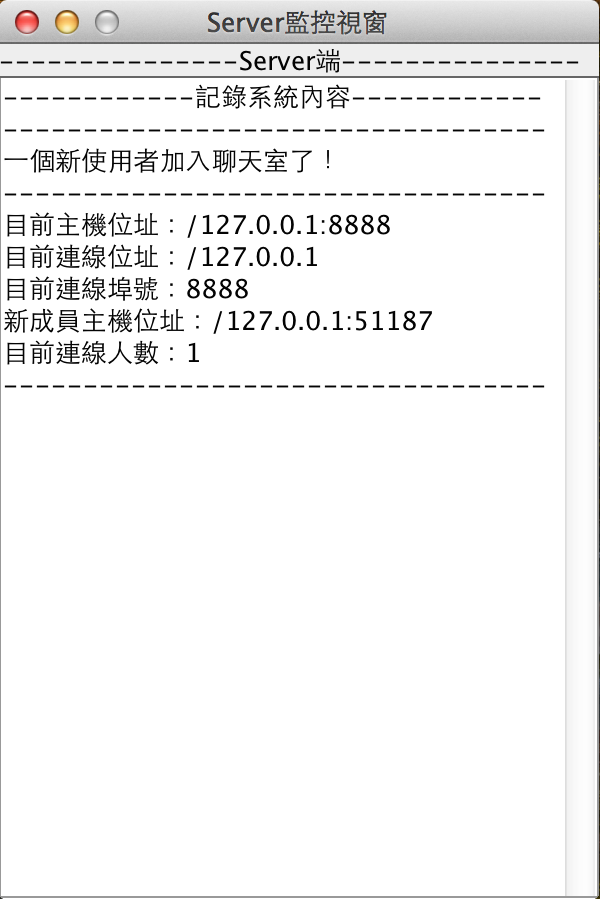 Server監控視窗
---------------Server端---------------
------------記錄系統內容------------
----------------------------------
一個新使用者加入聊天室了！
----------------------------------
目前主機位址：/127.0.0.1:8888
目前連線位址：/127.0.0.1
目前連線埠號：8888
新成員主機位址：/127.0.0.1:51187
目前連線人數：1
----------------------------------